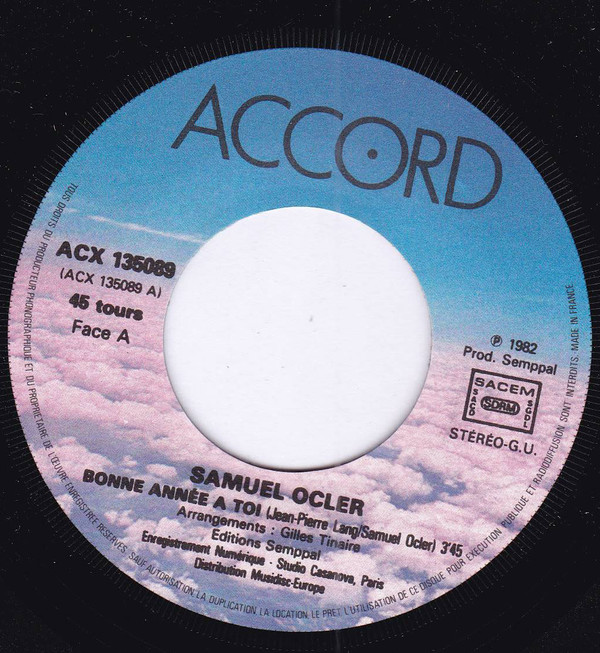 ACCORD
ACX 135089
(ACX 135089 A)
45 tours
Face A
℗ 1982
Prod. Semppal
SACEM
SACD
SDRM
SGDL
STÉRÉO-G.U.
SAMUEL OCLER
BONNE ANNÉE A TOI (Jean-Pierre Lang/Samuel Ocler) 3'45
Arrangements : Gilles Tinaire
Editions Semppal
Enregistrement Numérique - Studio Casanova, Paris
Distribution Musidisc-Europe
TOUS DROITS DU PRODUCTEUR PHONOGRAPHIQUE ET DU PROPRIÉTAIRE DE L'ŒUVRE ENREGISTRÉE RÉSERVÉS, SAUF AUTORISATION LA DUPLICATION LA LOCATION LE PRET L'UTILISATION DE CE DISQUE POUR EXÉCUTION PUBLIQUE ET RADIODIFFUSION SONT INTERDITS. MADE IN FRANCE